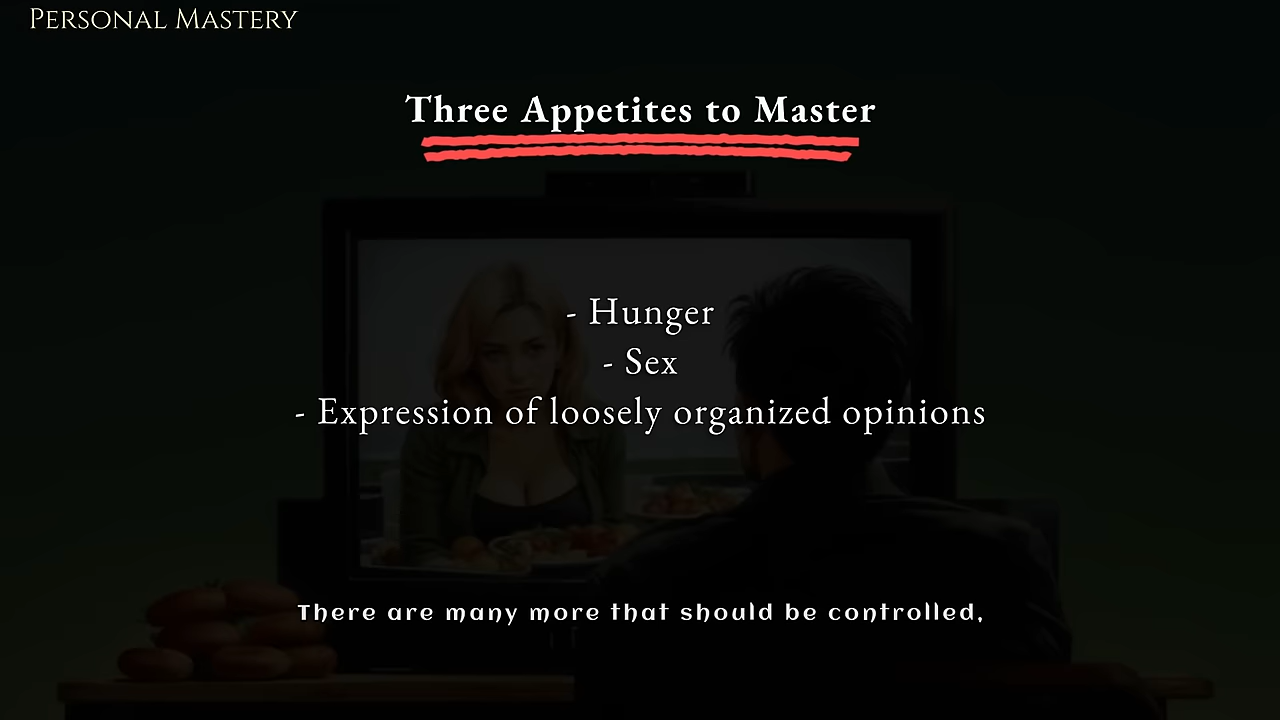 Personal Mastery
Three Appetites to Master
- Hunger
- Sex
- Expression of loosely organized opinions
There are many more that should be controlled,